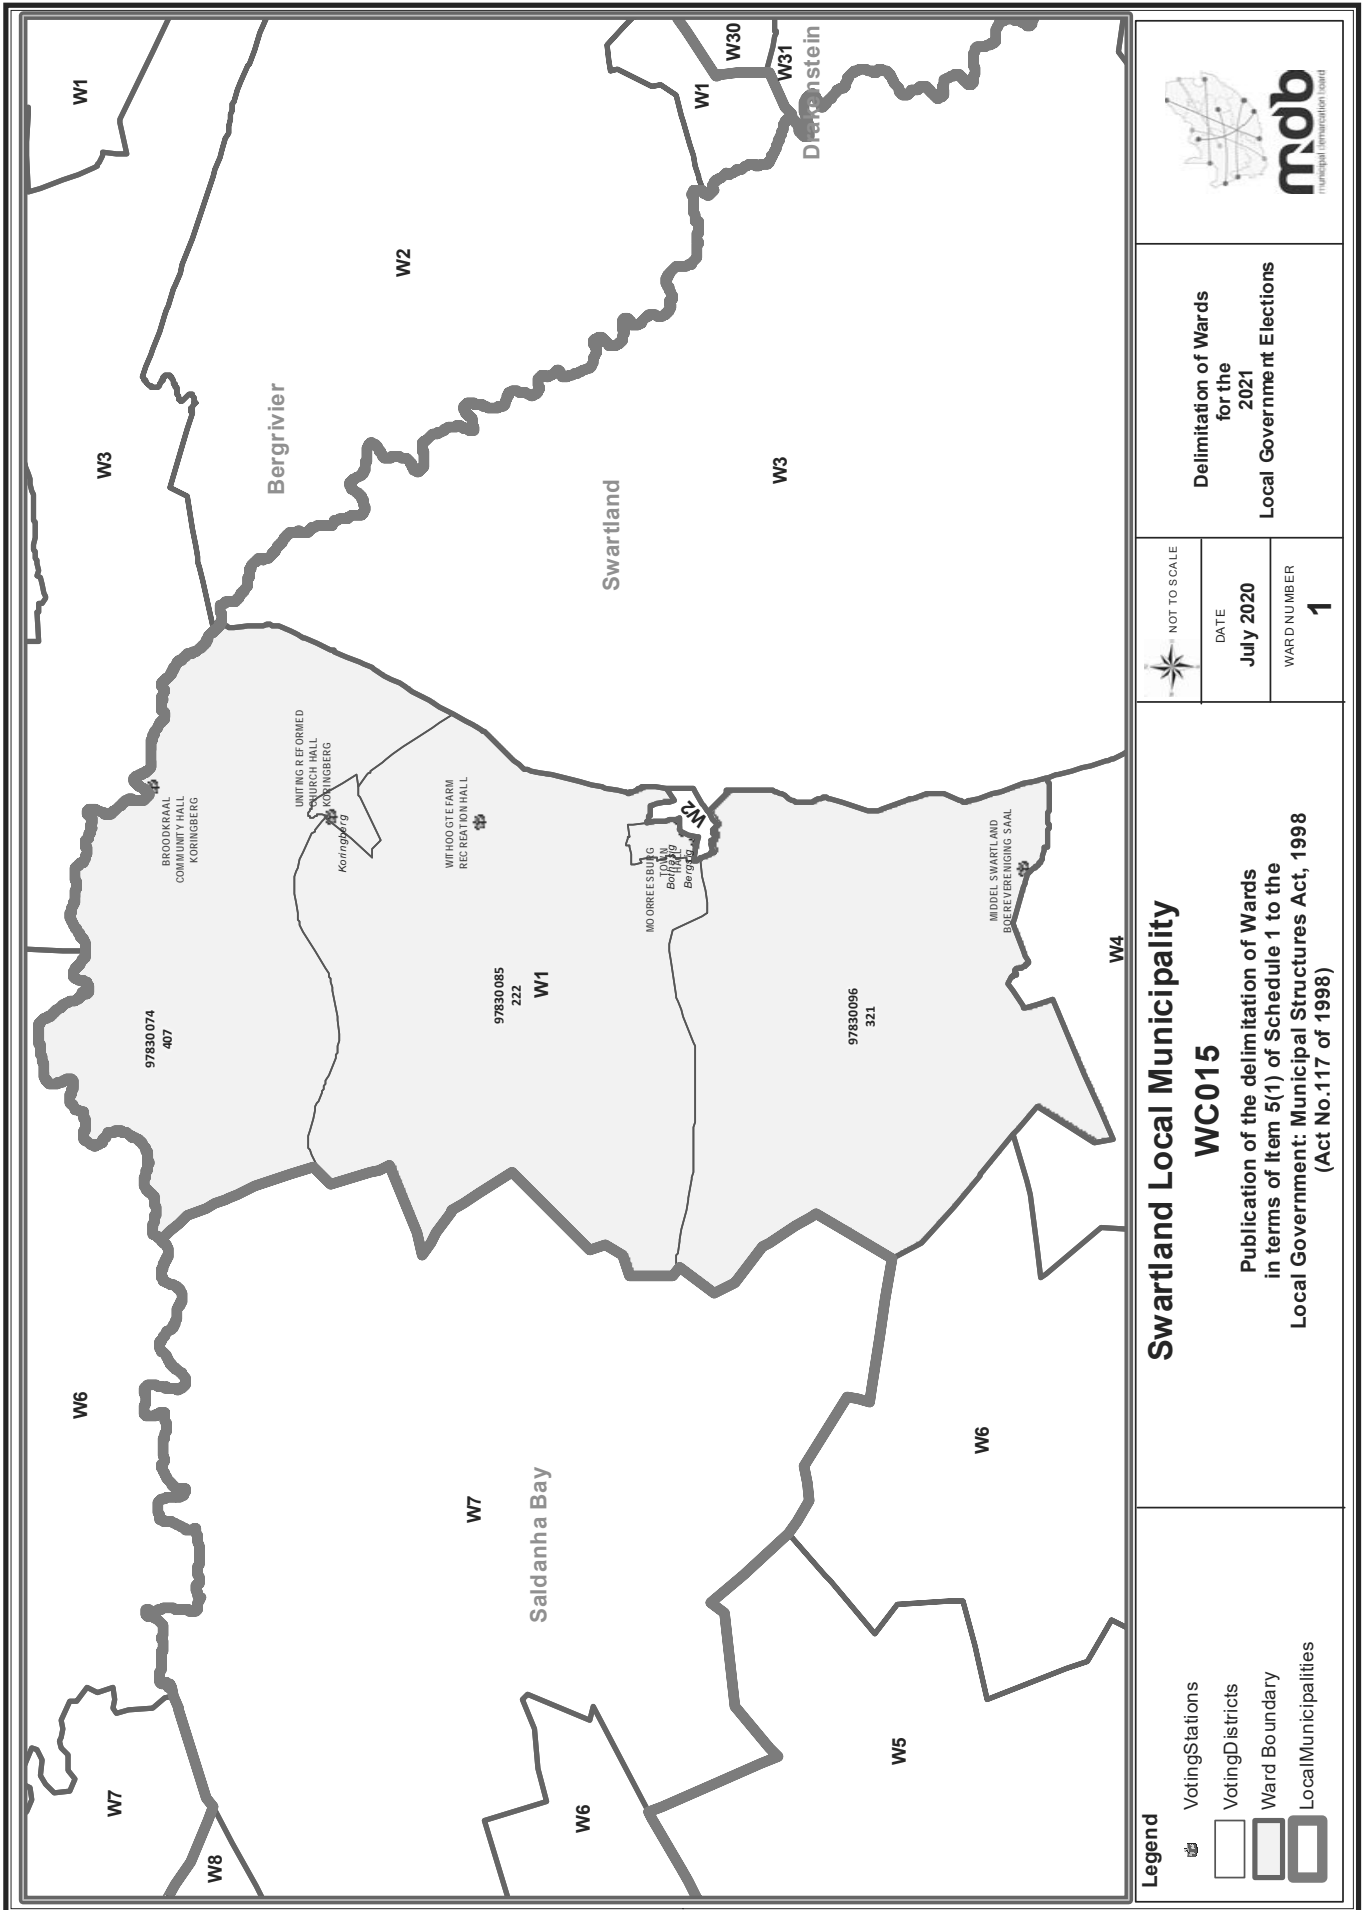 W1
W3
W2
W1
W30
W31
Drakenstein
Bergrivier
Swartland
W3
BROODKRAAL
COMMUNITY HALL
KORINGBERG
UNITING REFORMED
CHURCH HALL
KORINGBERG
Koringberg
WITHOOGTE FARM
RECREATION HALL
MOORREESBURG
TOWN
HALL
W2
MIDDEL SWARTLAND
BOEREVERENIGING SAAL
97830074
407
97830085
222
W1
97830096
321
W4
W6
W7
Saldanha Bay
W6
W7
W8
W6
W5
Legend
VotingStations
VotingDistricts
Ward Boundary
LocalMunicipalities
Swartland Local Municipality
WC015
Publication of the delimitation of Wards
in terms of Item 5(1) of Schedule 1 to the
Local Government: Municipal Structures Act, 1998
(Act No.117 of 1998)
NOT TO SCALE
DATE
July 2020
WARD NUMBER
1
Delimitation of Wards
for the
2021
Local Government Elections
mdb
municipal demarcation board